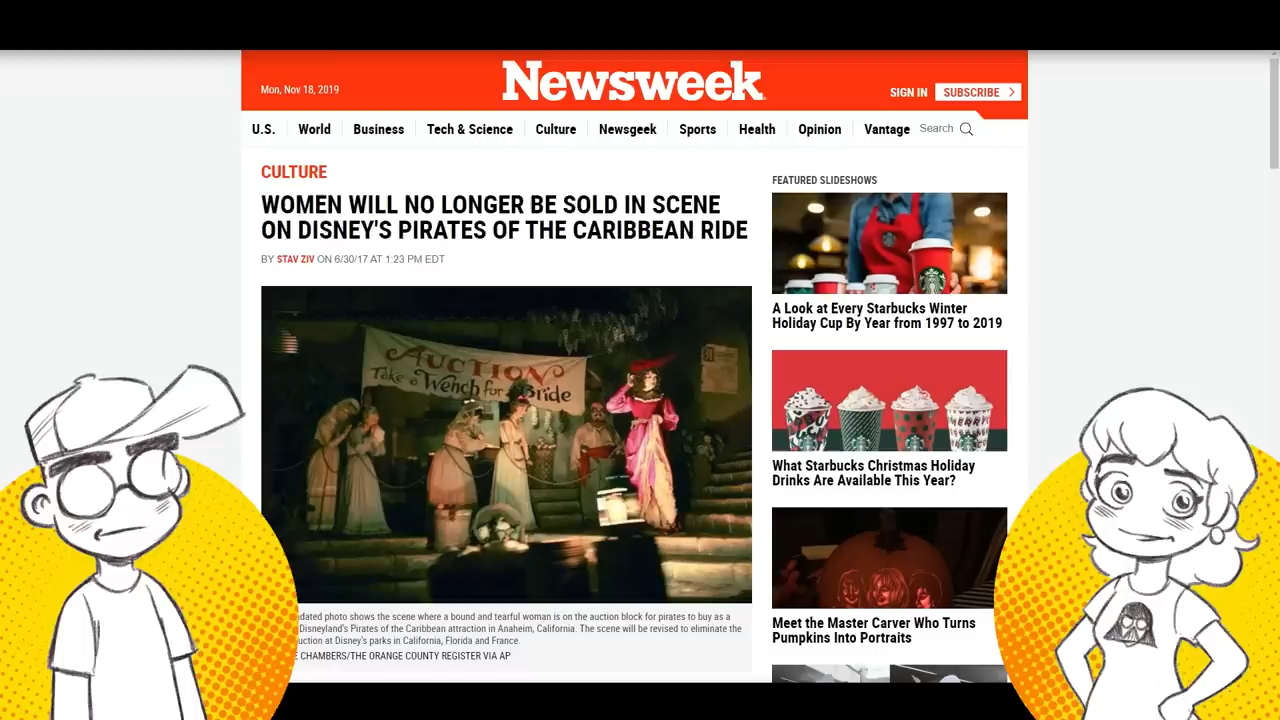 Mon, Nov 18, 2019
Newsweek
SIGN IN
SUBSCRIBE
U.S.
World
Business
Tech & Science
Culture
Newsgeek
Sports
Health
Opinion
Vantage
Search
CULTURE
WOMEN WILL NO LONGER BE SOLD IN SCENE
ON DISNEY'S PIRATES OF THE CARIBBEAN RIDE
BY STAV ZIV ON 6/30/17 AT 1:23 PM EDT
AUCTION
Take a Wench for a Bride
dated photo shows the scene where a bound and tearful woman is on the auction block for pirates to buy as a
Disneyland's Pirates of the Caribbean attraction in Anaheim, California. The scene will be revised to eliminate the
at Disney's parks in California, Florida and France.
CHAMBERS/THE ORANGE COUNTY REGISTER VIA AP
FEATURED SLIDESHOWS
A Look at Every Starbucks Winter
Holiday Cup By Year from 1997 to 2019
What Starbucks Christmas Holiday
Drinks Are Available This Year?
Meet the Master Carver Who Turns
Pumpkins Into Portraits